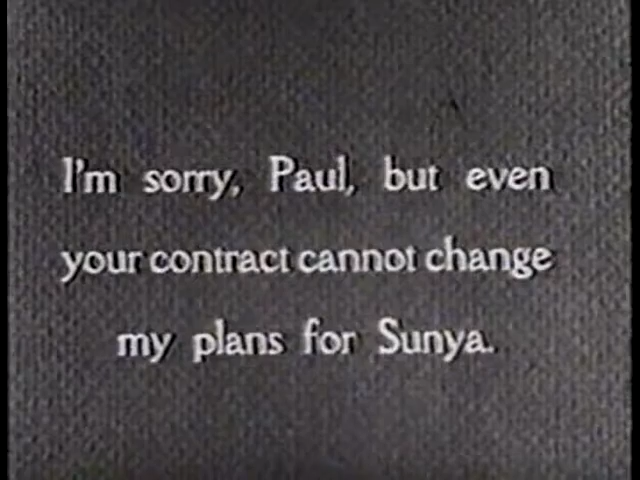 I'm sorry, Paul, but even
your contract cannot change
my plans for Sunya.